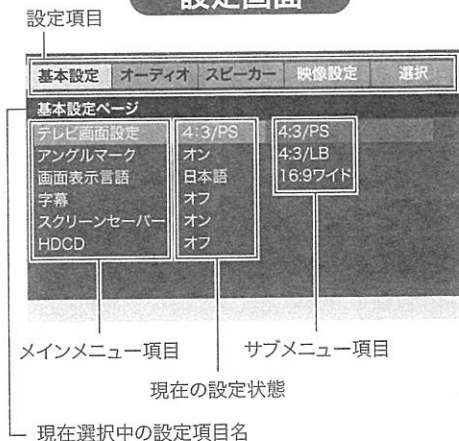 設定画面
設定項目
基本設定 オーディオ スピーカー 映像設定 選択
基本設定ページ
テレビ画面設定 4:3/PS 4:3/PS
アングルマーク オン 4:3/LB
画面表示言語 日本語 16:9ワイド
字幕 オフ
スクリーンセーバー オン
HDCD オフ
メインメニュー項目 サブメニュー項目
現在の設定状態
現在選択中の設定項目名